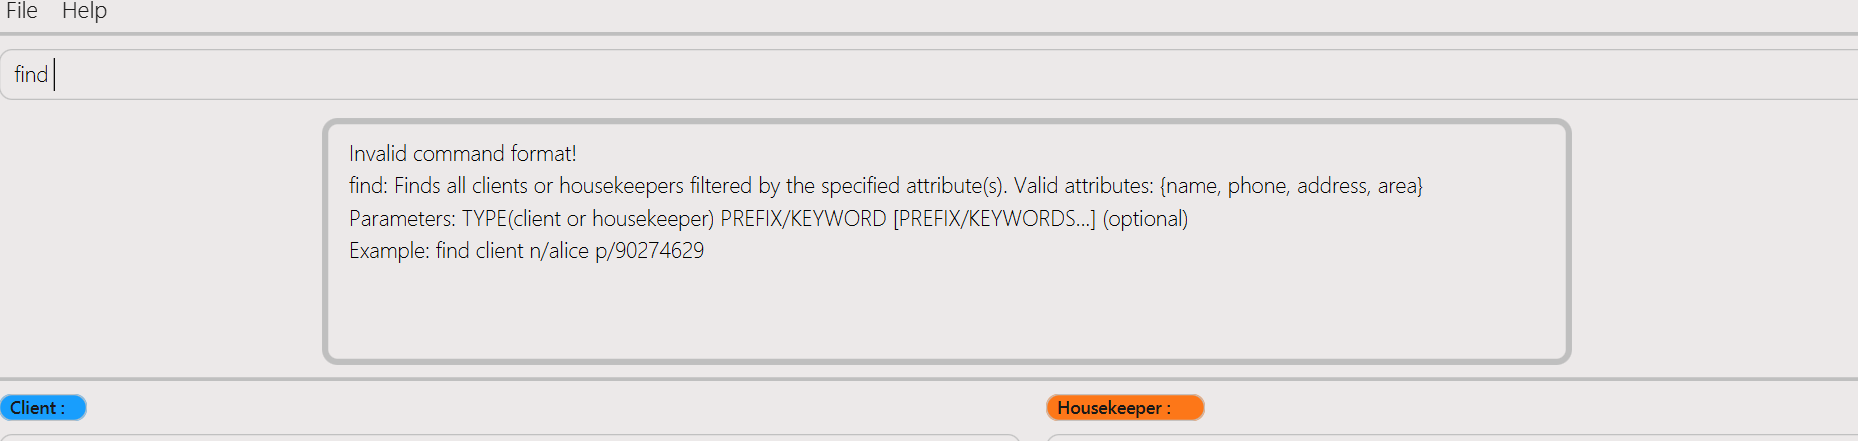 File Help
find
Invalid command format!
find: Finds all clients or housekeepers filtered by the specified attribute(s). Valid attributes: {name, phone, address, area}
Parameters: TYPE(client or housekeeper) PREFIX/KEYWORD [PREFIX/KEYWORDS...] (optional)
Example: find client n/alice p/90274629
Client :
Housekeeper :